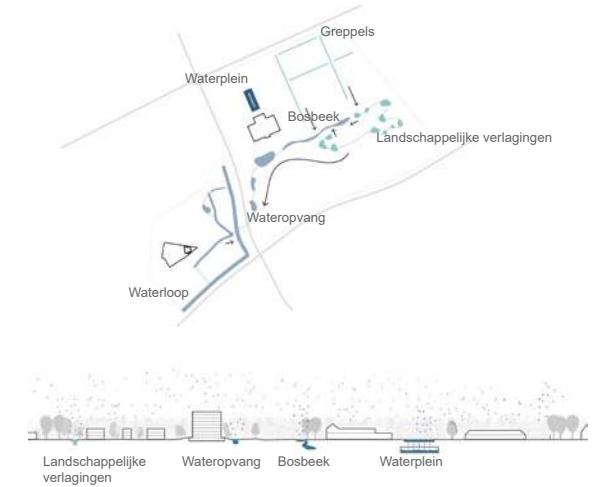 Greppels
Waterplein
Bosbeek
Landschappelijke verlagingen
Wateropvang
Waterloop
Landschappelijke
verlagingen
Wateropvang
Bosbeek
Waterplein